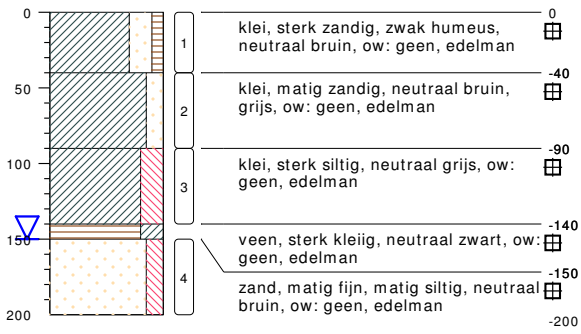 0
50
100
150
200
1
2
3
4
klei, sterk zandig, zwak humeus,
neutraal bruin, ow: geen, edelman
klei, matig zandig, neutraal bruin,
grijs, ow: geen, edelman
klei, sterk siltig, neutraal grijs, ow:
geen, edelman
veen, sterk kleiig, neutraal zwart, ow:
geen, edelman
zand, matig fijn, matig siltig, neutraal
bruin, ow: geen, edelman
0
-40
-90
-140
-150
-200